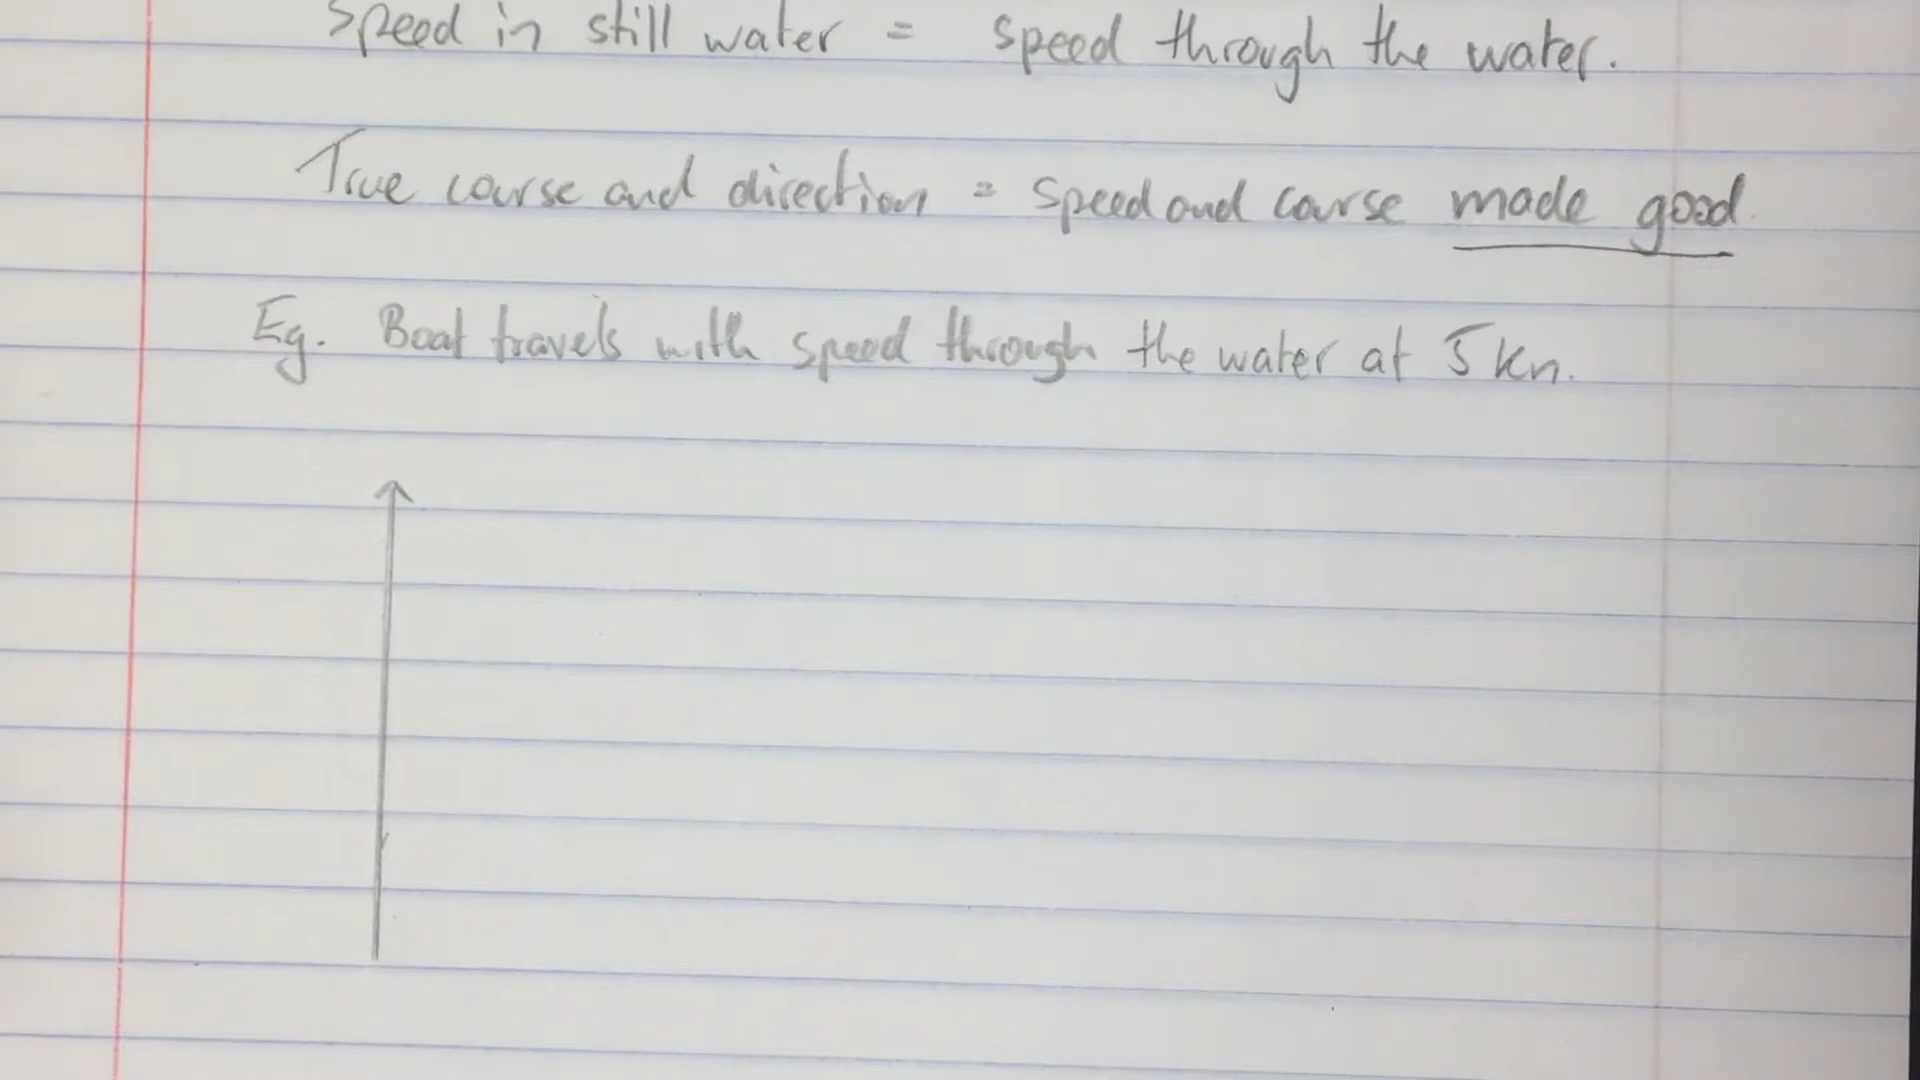 Speed in still water = speed through the water.
True course and direction = Speed and course made good.
Eg. Boat travels with speed through the water at 5 kn.